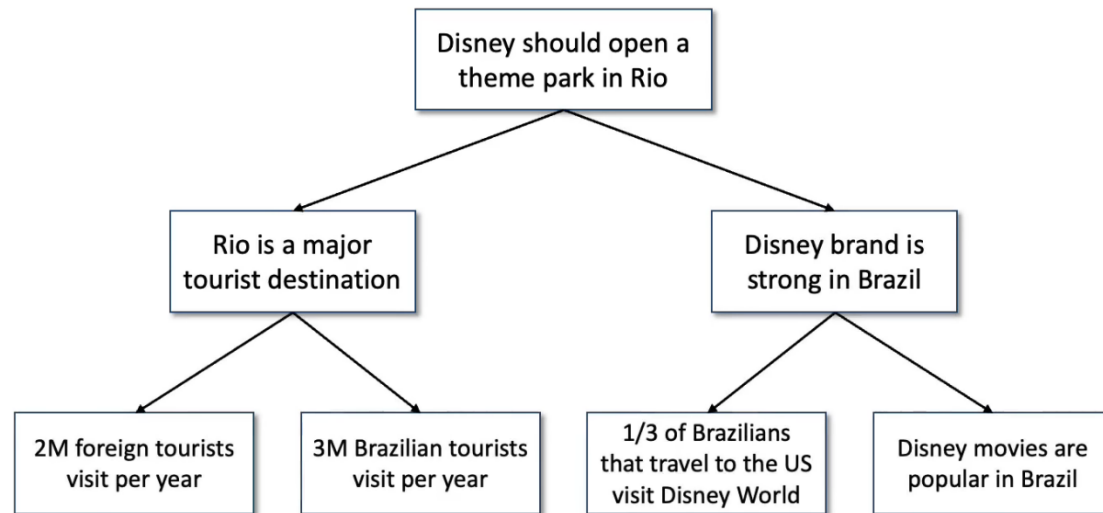 Disney should open a
theme park in Rio
Rio is a major
tourist destination
Disney brand is
strong in Brazil
2M foreign tourists
visit per year
3M Brazilian tourists
visit per year
1/3 of Brazilians
that travel to the US
visit Disney World
Disney movies are
popular in Brazil